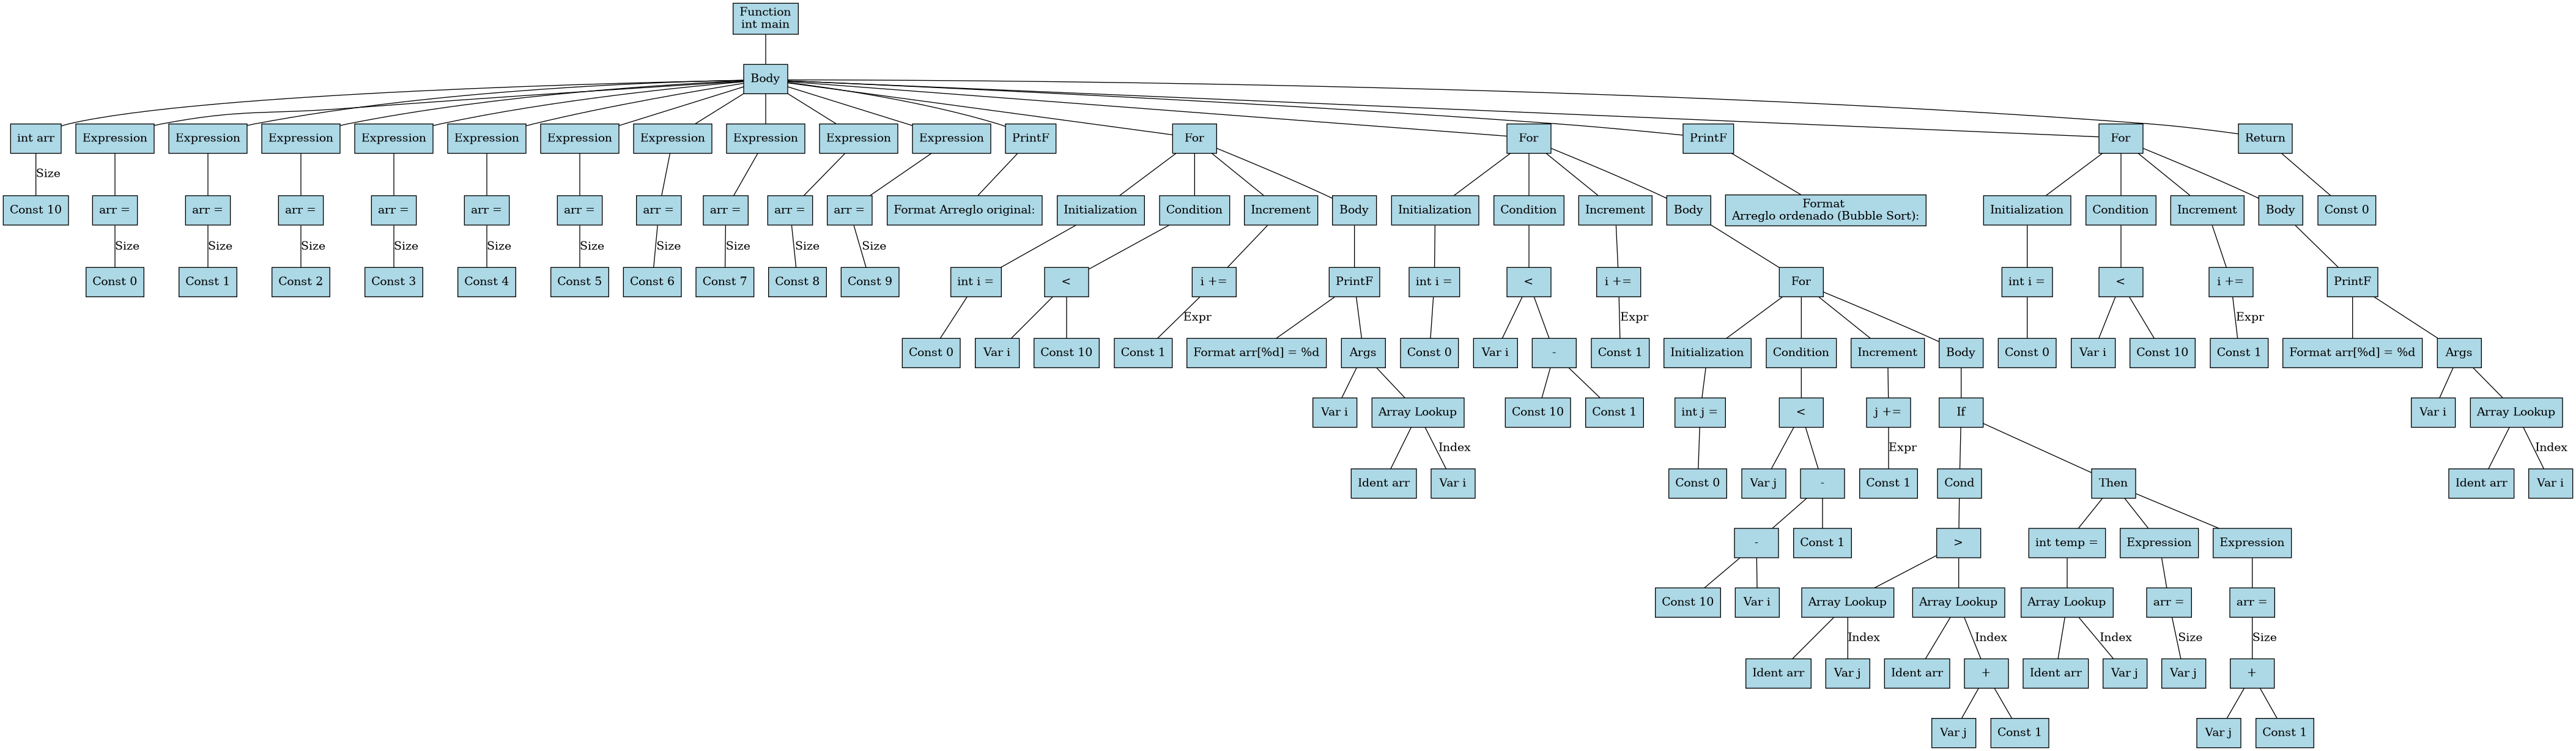 Function
int main
Body
int arr
Expression
Expression
Expression
Expression
Expression
Expression
Expression
Expression
Expression
Expression
PrintF
For
For
PrintF
For
Return
Size
Const 10
arr =
arr =
arr =
arr =
arr =
arr =
arr =
arr =
arr =
arr =
Format Arreglo original:
Initialization
Condition
Increment
Body
Initialization
Condition
Increment
Body
Format
Arreglo ordenado (Bubble Sort):
Initialization
Condition
Increment
Body
Const 0
Size
Size
Size
Size
Size
Size
Size
Size
Size
Size
Const 0
Const 1
Const 2
Const 3
Const 4
Const 5
Const 6
Const 7
Const 8
Const 9
int i =
<
i +=
PrintF
int i =
<
i +=
For
int i =
<
i +=
PrintF
Expr
Expr
Expr
Const 0
Var i
Const 10
Const 1
Format arr[%d] = %d
Args
Const 0
Var i
-
Const 1
Initialization
Condition
Increment
Body
Const 0
Var i
Const 10
Const 1
Format arr[%d] = %d
Args
Var i
Array Lookup
Const 10
Const 1
int j =
<
j +=
If
Var i
Array Lookup
Index
Expr
Index
Ident arr
Var i
Const 0
Var j
-
Const 1
Cond
Then
Ident arr
Var i
-
Const 1
>
int temp =
Expression
Expression
Const 10
Var i
Array Lookup
Array Lookup
Array Lookup
arr =
arr =
Index
Index
Index
Size
Size
Ident arr
Var j
Ident arr
+
Ident arr
Var j
Var j
+
Var j
Const 1
Var j
Const 1